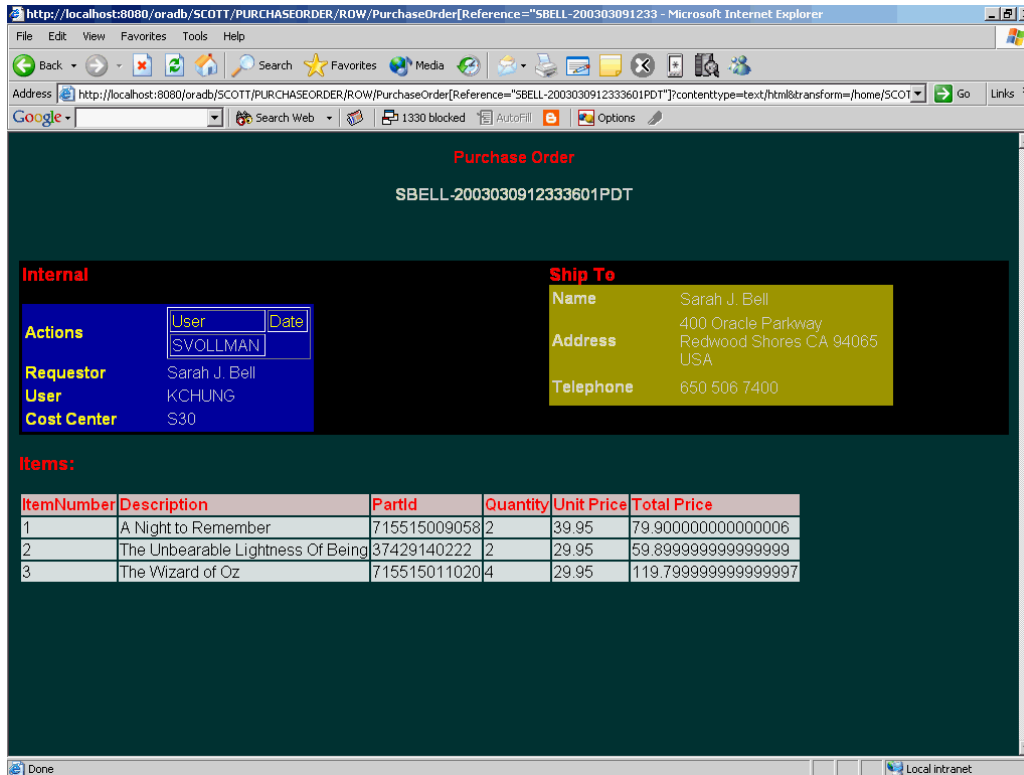 http://localhost:8080/oradb/SCOTT/PURCHASEORDER/ROW/PurchaseOrder[Reference="SBELL-200303091233 - Microsoft Internet Explorer
File Edit View Favorites Tools Help
Back Search Favorites Media
Address http://localhost:8080/oradb/SCOTT/PURCHASEORDER/ROW/PurchaseOrder[Reference="SBELL-2003030912333601PDT"]?contenttype=text/html&transform=/home/SCOT Go Links
Google Search Web 1330 blocked AutoFill Options
Purchase Order
SBELL-2003030912333601PDT
Internal
Actions User Date
SVOLLMAN
Requestor Sarah J. Bell
User KCHUNG
Cost Center S30
Ship To
Name Sarah J. Bell
Address 400 Oracle Parkway
Redwood Shores CA 94065
USA
Telephone 650 506 7400
Items:
ItemNumber Description PartId Quantity Unit Price Total Price
1 A Night to Remember 715515009058 2 39.95 79.900000000000006
2 The Unbearable Lightness Of Being 37429140222 2 29.95 59.899999999999999
3 The Wizard of Oz 715515011020 4 29.95 119.799999999999997
Done Local intranet